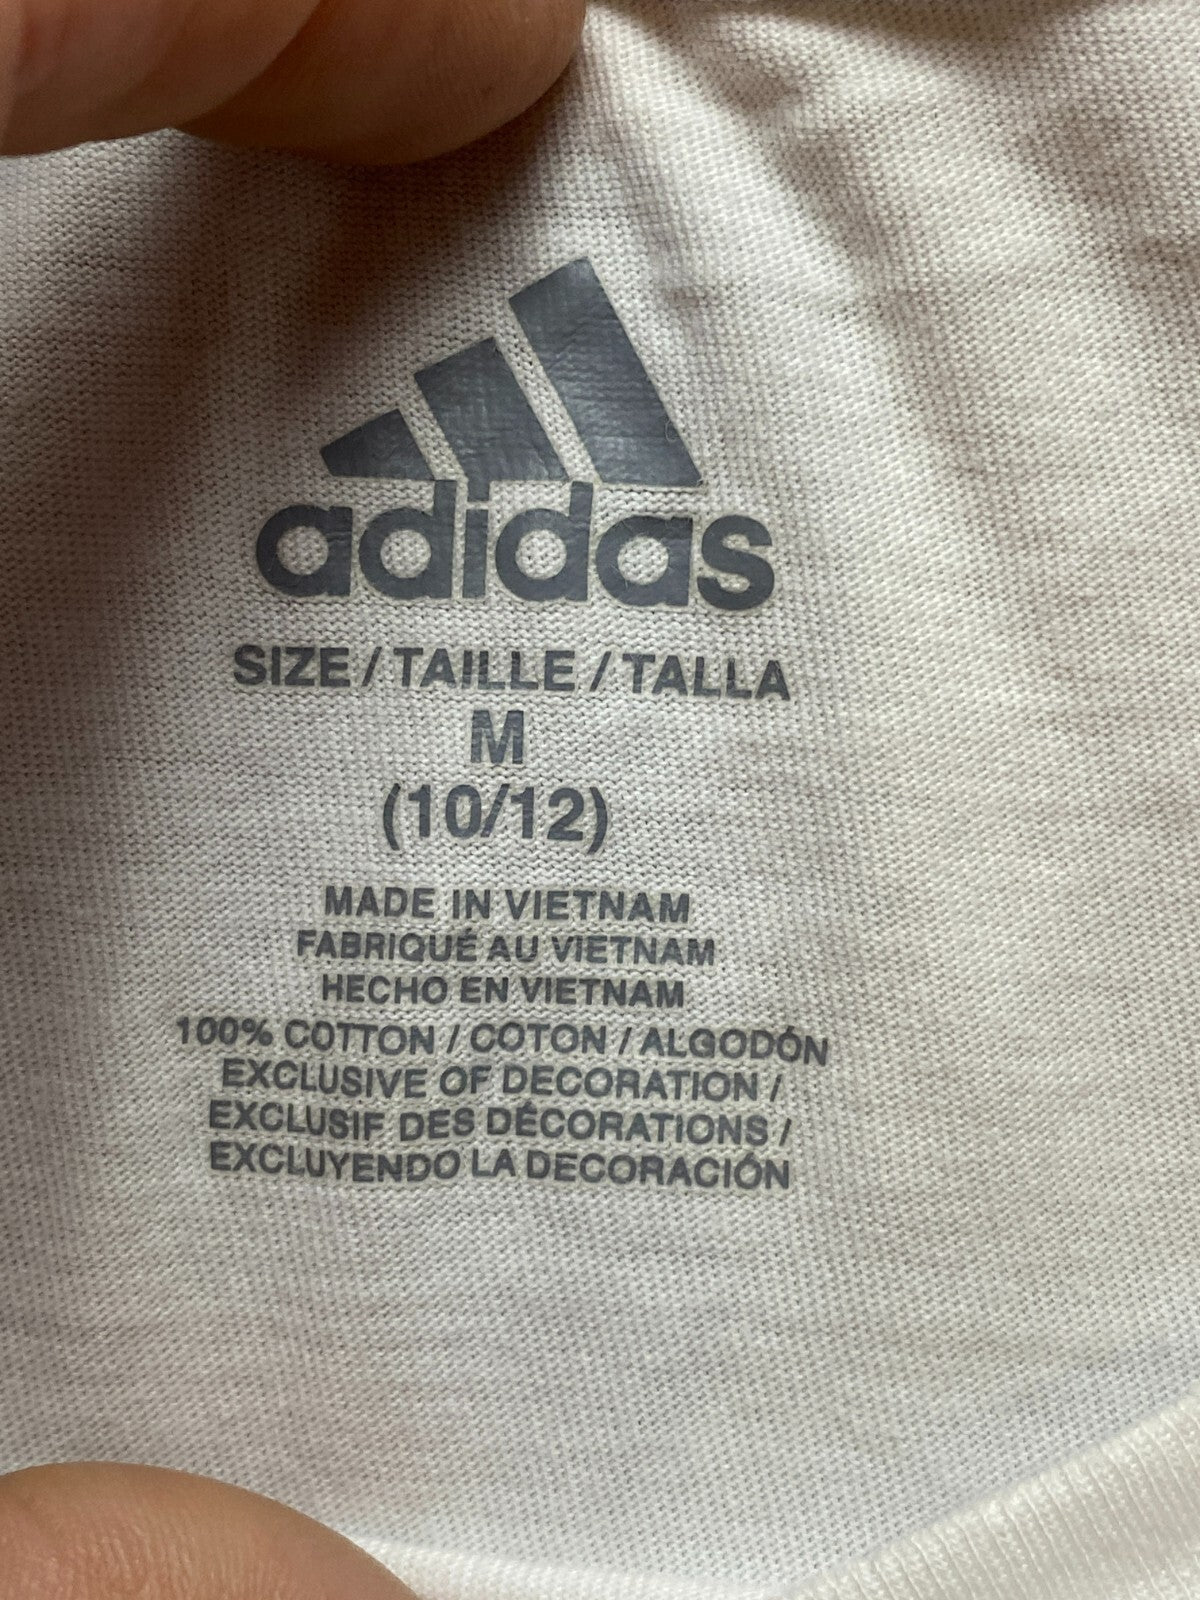 adidas
SIZE / TAILLE / TALLA
M
(10/12)
MADE IN VIETNAM
FABRIQUÉ AU VIETNAM
HECHO EN VIETNAM
100% COTTON / COTON / ALGODÓN
EXCLUSIVE OF DECORATION /
EXCLUSIF DES DÉCORATIONS /
EXCLUYENDO LA DECORACIÓN